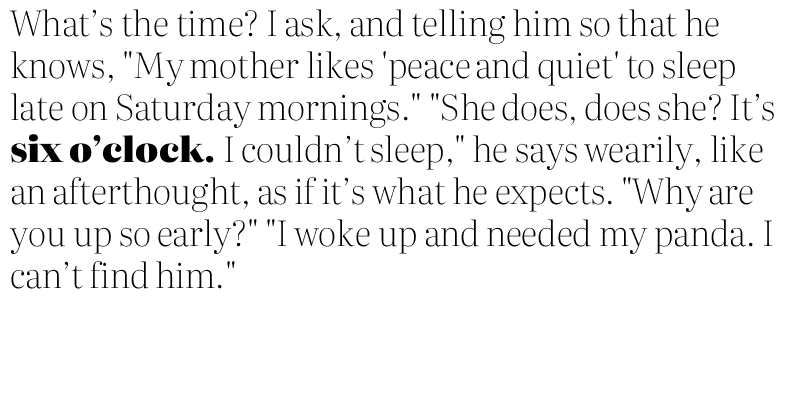 What’s the time? I ask, and telling him so that he
knows, "My mother likes 'peace and quiet' to sleep
late on Saturday mornings." "She does, does she? It’s
six o’clock. I couldn’t sleep," he says wearily, like
an afterthought, as if it’s what he expects. "Why are
you up so early?" "I woke up and needed my panda. I
can’t find him."